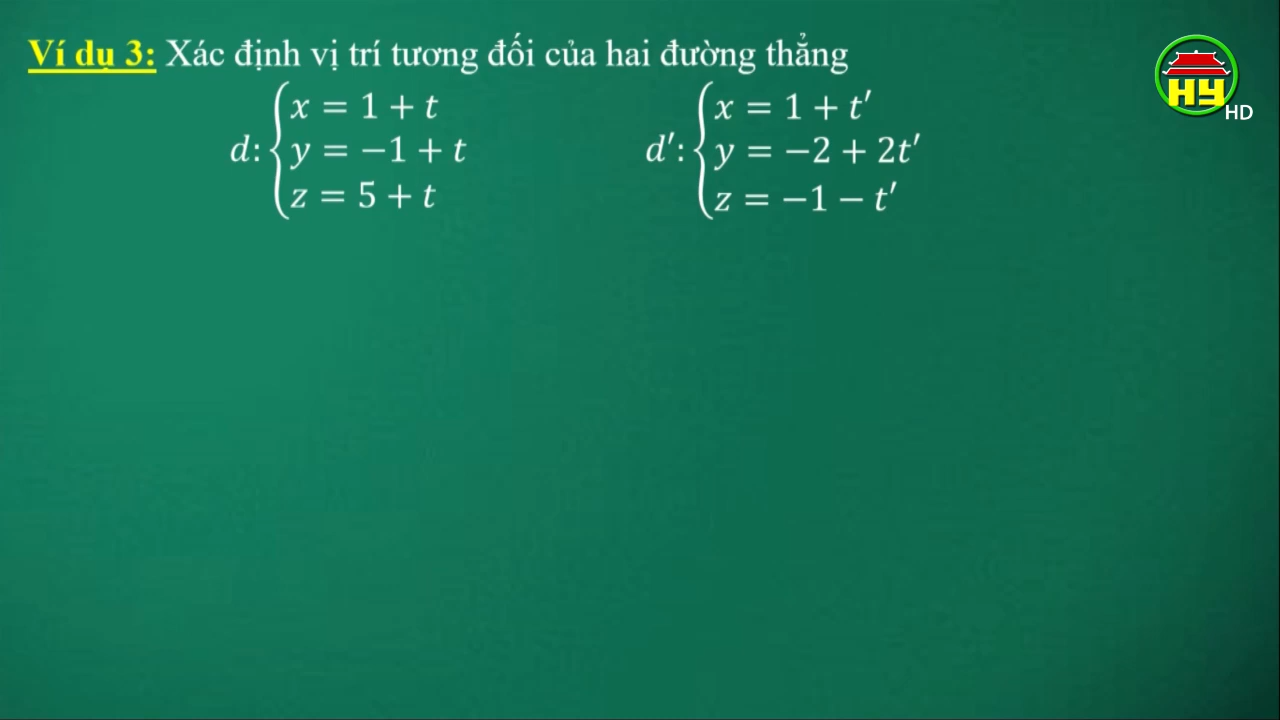 Ví dụ 3: Xác định vị trí tương đối của hai đường thẳng
d: { x = 1 + t
y = −1 + t
z = 5 + t
d′: { x = 1 + t′
y = −2 + 2t′
z = −1 − t′
HY
HD